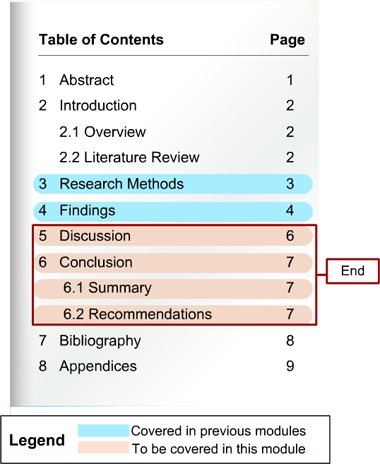 Table of Contents Page
1 Abstract 1
2 Introduction 2
2.1 Overview 2
2.2 Literature Review 2
3 Research Methods 3
4 Findings 4
5 Discussion 6
6 Conclusion 7
6.1 Summary 7
6.2 Recommendations 7
7 Bibliography 8
8 Appendices 9
End
Legend
Covered in previous modules
To be covered in this module